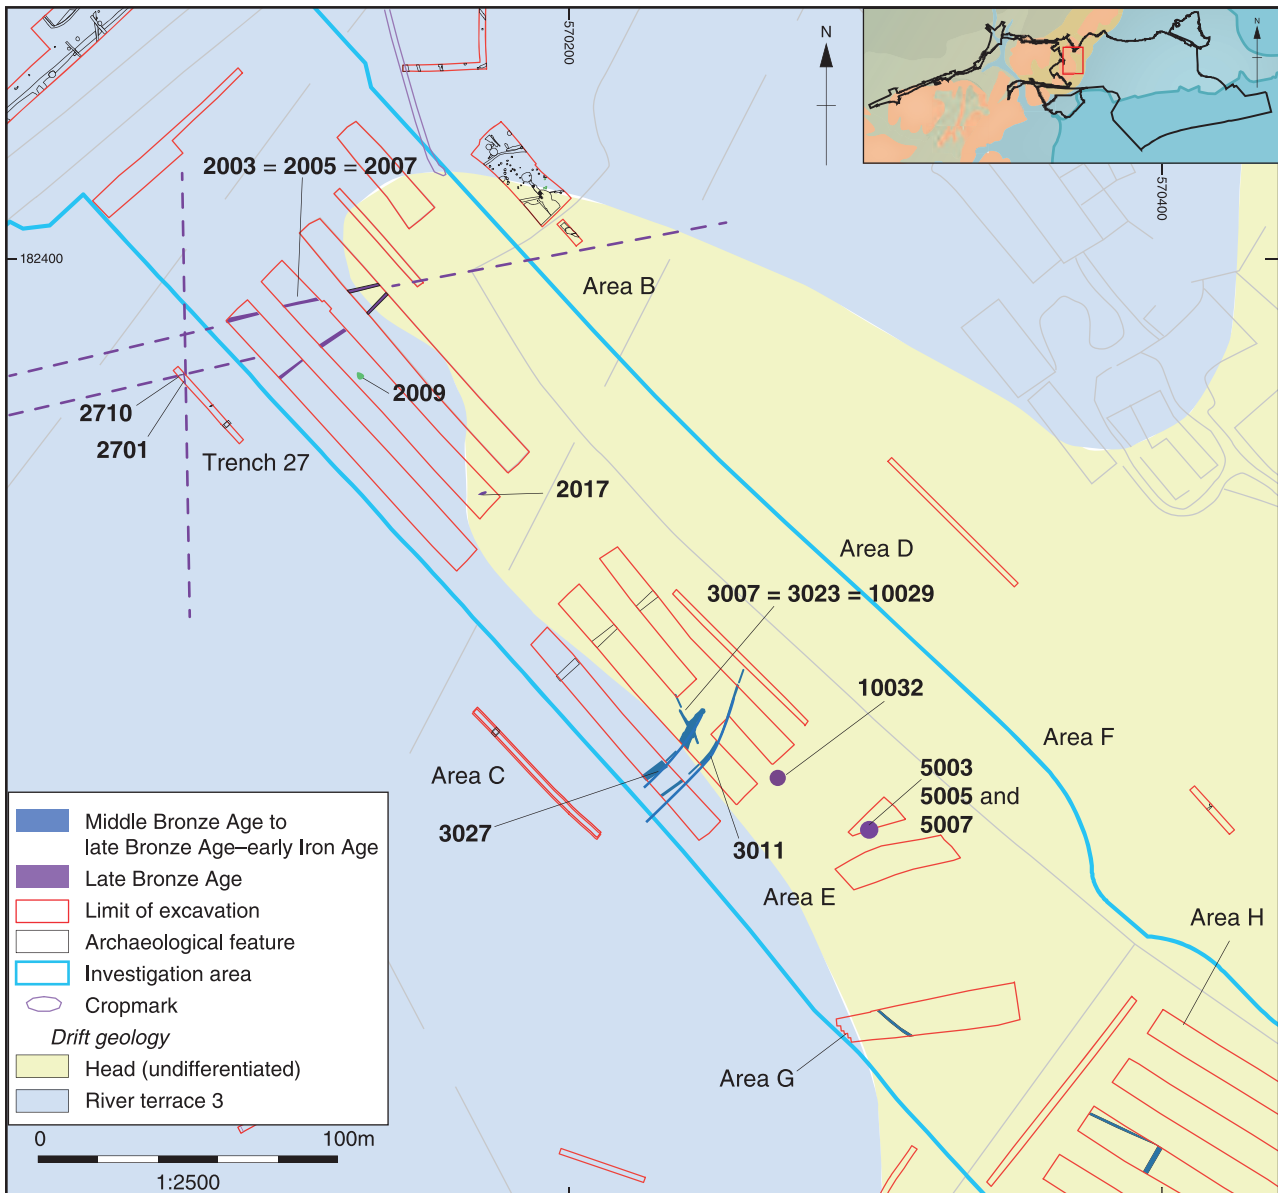 570200
N
N
2003 = 2005 = 2007
570400
182400
Area B
2009
2710
2701
Trench 27
2017
Area D
3007 = 3023 = 10029
10032
Area F
Area C
5003
5005 and
5007
3027
3011
Area E
Area H
Area G
Middle Bronze Age to
late Bronze Age–early Iron Age
Late Bronze Age
Limit of excavation
Archaeological feature
Investigation area
Cropmark
Drift geology
Head (undifferentiated)
River terrace 3
0 100m
1:2500